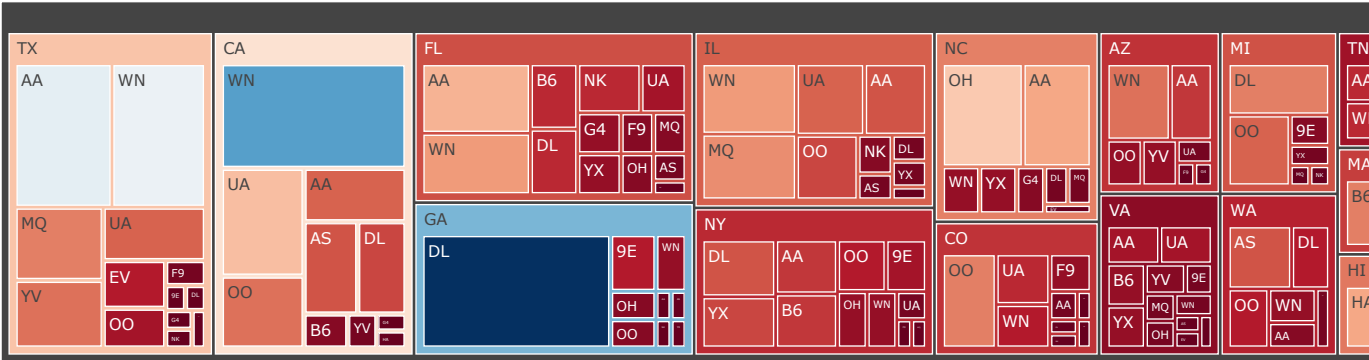 TX
AA
WN
MQ
UA
YV
EV
F9
9E
DL
OO
G4
NK
CA
WN
UA
AA
AS
DL
OO
B6
YV
FL
AA
B6
NK
UA
WN
DL
G4
F9
MQ
YX
OH
AS
GA
DL
9E
WN
OH
OO
IL
WN
UA
AA
MQ
OO
NK
DL
AS
YX
NY
DL
AA
OO
9E
YX
B6
OH
WN
UA
NC
OH
AA
WN
YX
G4
DL
MQ
CO
OO
UA
F9
WN
AA
AZ
WN
AA
OO
YV
UA
F9
VA
AA
UA
B6
YV
9E
YX
MQ
WN
OH
MI
DL
OO
9E
YX
MQ
NK
WA
AS
DL
OO
WN
AA
TN
AA
W
MA
B6
HI
HA